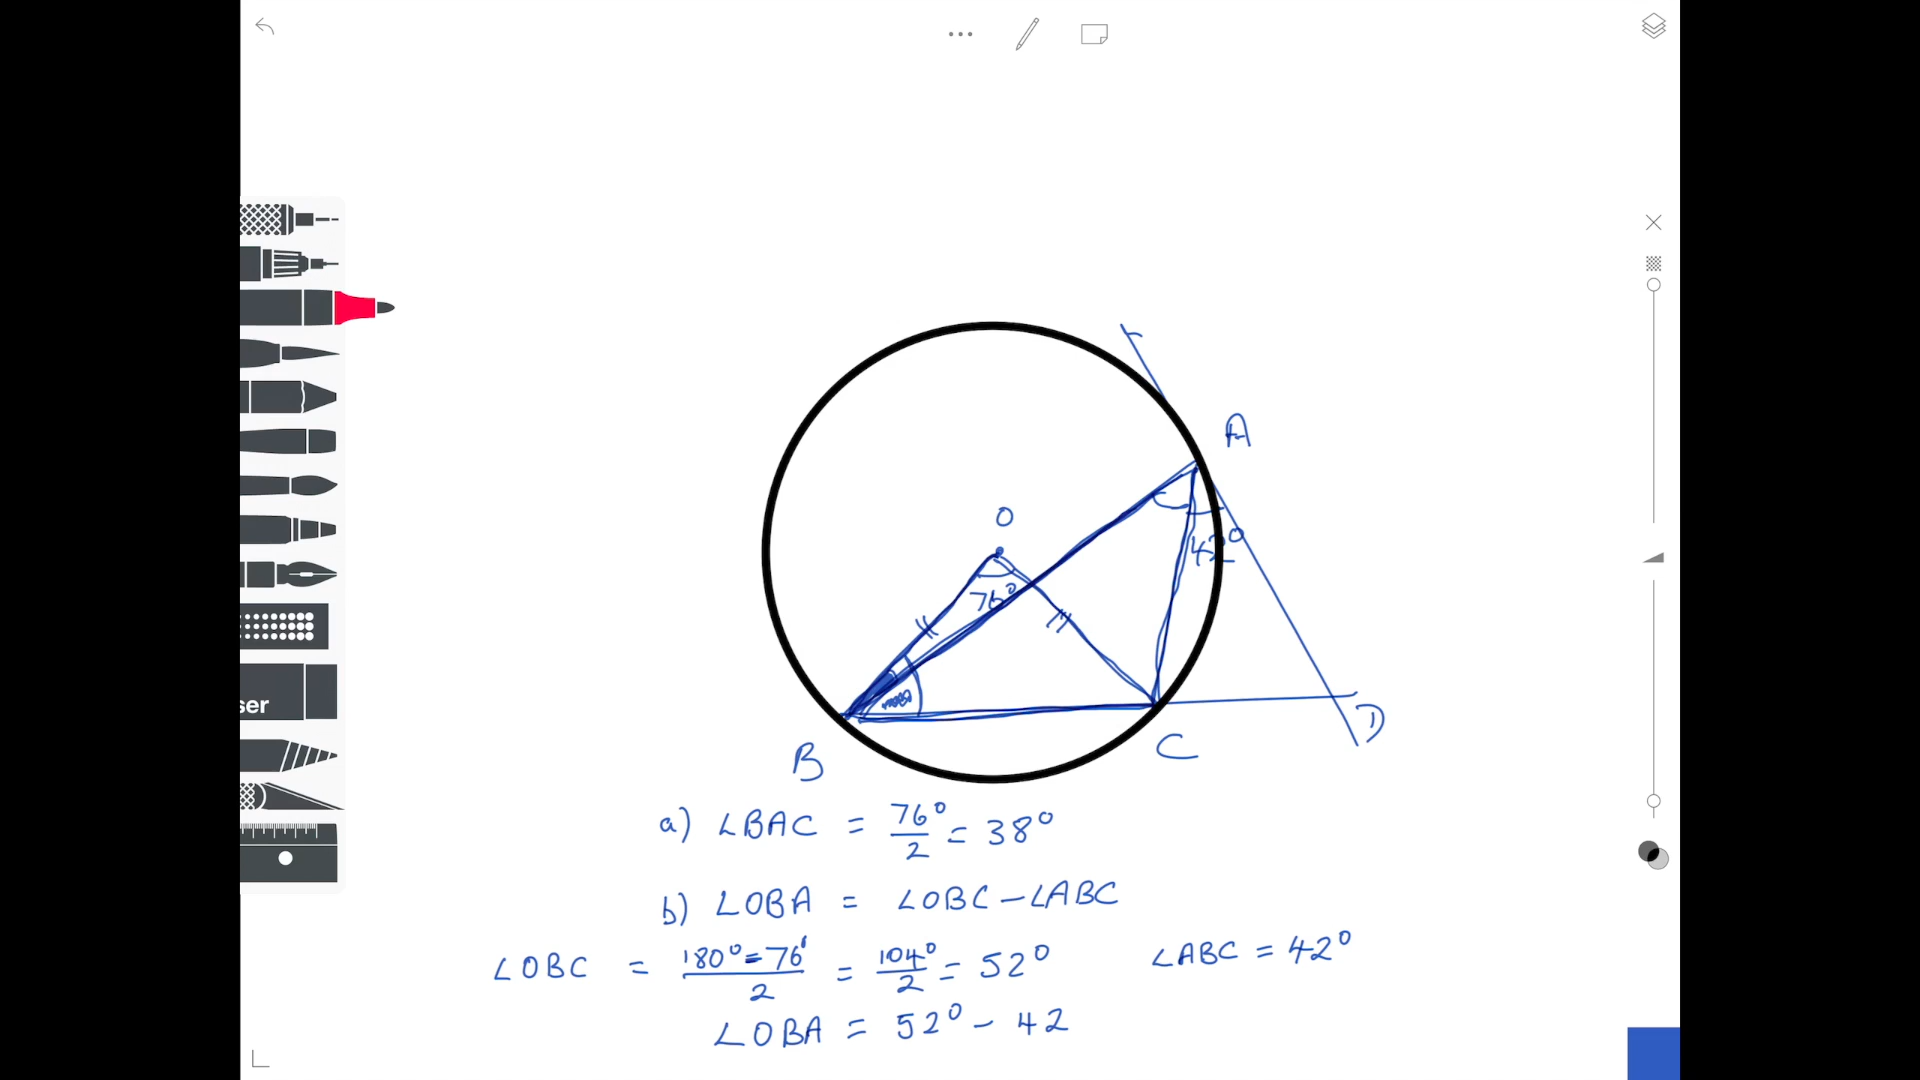 A
O
42°
76°
B
C
D
ser
a) ∠BAC = 76°/2 = 38°
b) ∠OBA = ∠OBC - ∠ABC
∠OBC = 180° - 76°/2 = 104°/2 = 52° ∠ABC = 42°
∠OBA = 52° - 42